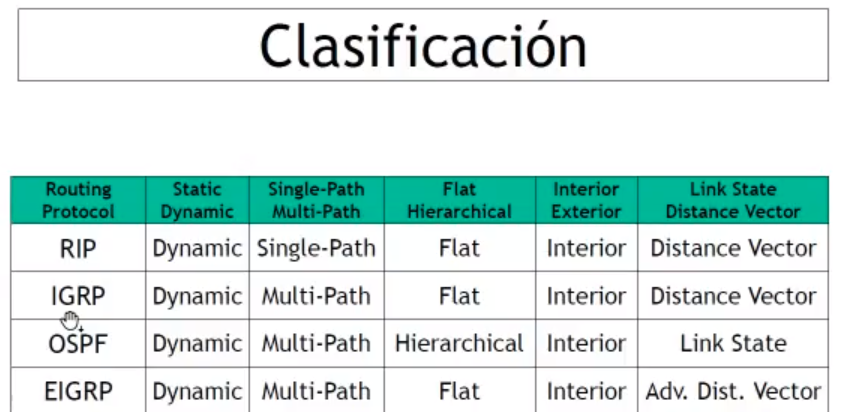 Clasificación
Routing Protocol | Static Dynamic | Single-Path Multi-Path | Flat Hierarchical | Interior Exterior | Link State Distance Vector
RIP | Dynamic | Single-Path | Flat | Interior | Distance Vector
IGRP | Dynamic | Multi-Path | Flat | Interior | Distance Vector
OSPF | Dynamic | Multi-Path | Hierarchical | Interior | Link State
EIGRP | Dynamic | Multi-Path | Flat | Interior | Adv. Dist. Vector